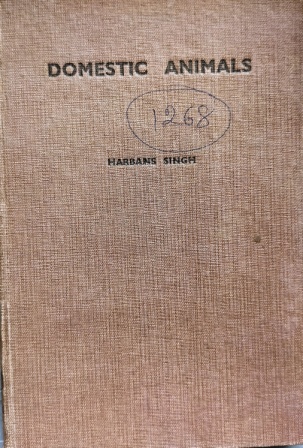 DOMESTIC ANIMALS
1268
HARBANS SINGH